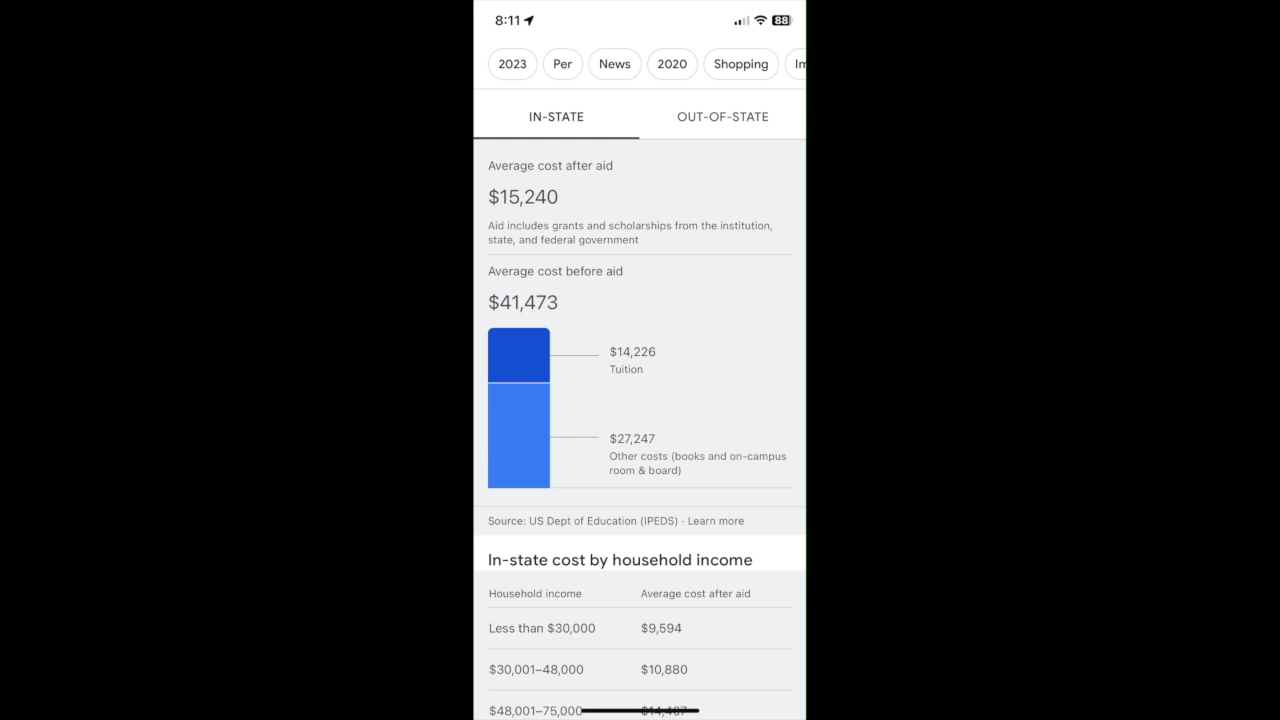 8:11
88
2023 Per News 2020 Shopping
IN-STATE OUT-OF-STATE
Average cost after aid
$15,240
Aid includes grants and scholarships from the institution,
state, and federal government
Average cost before aid
$41,473
$14,226
Tuition
$27,247
Other costs (books and on-campus
room & board)
Source: US Dept of Education (IPEDS) · Learn more
In-state cost by household income
Household income Average cost after aid
Less than $30,000 $9,594
$30,001–48,000 $10,880
$48,001–75,000